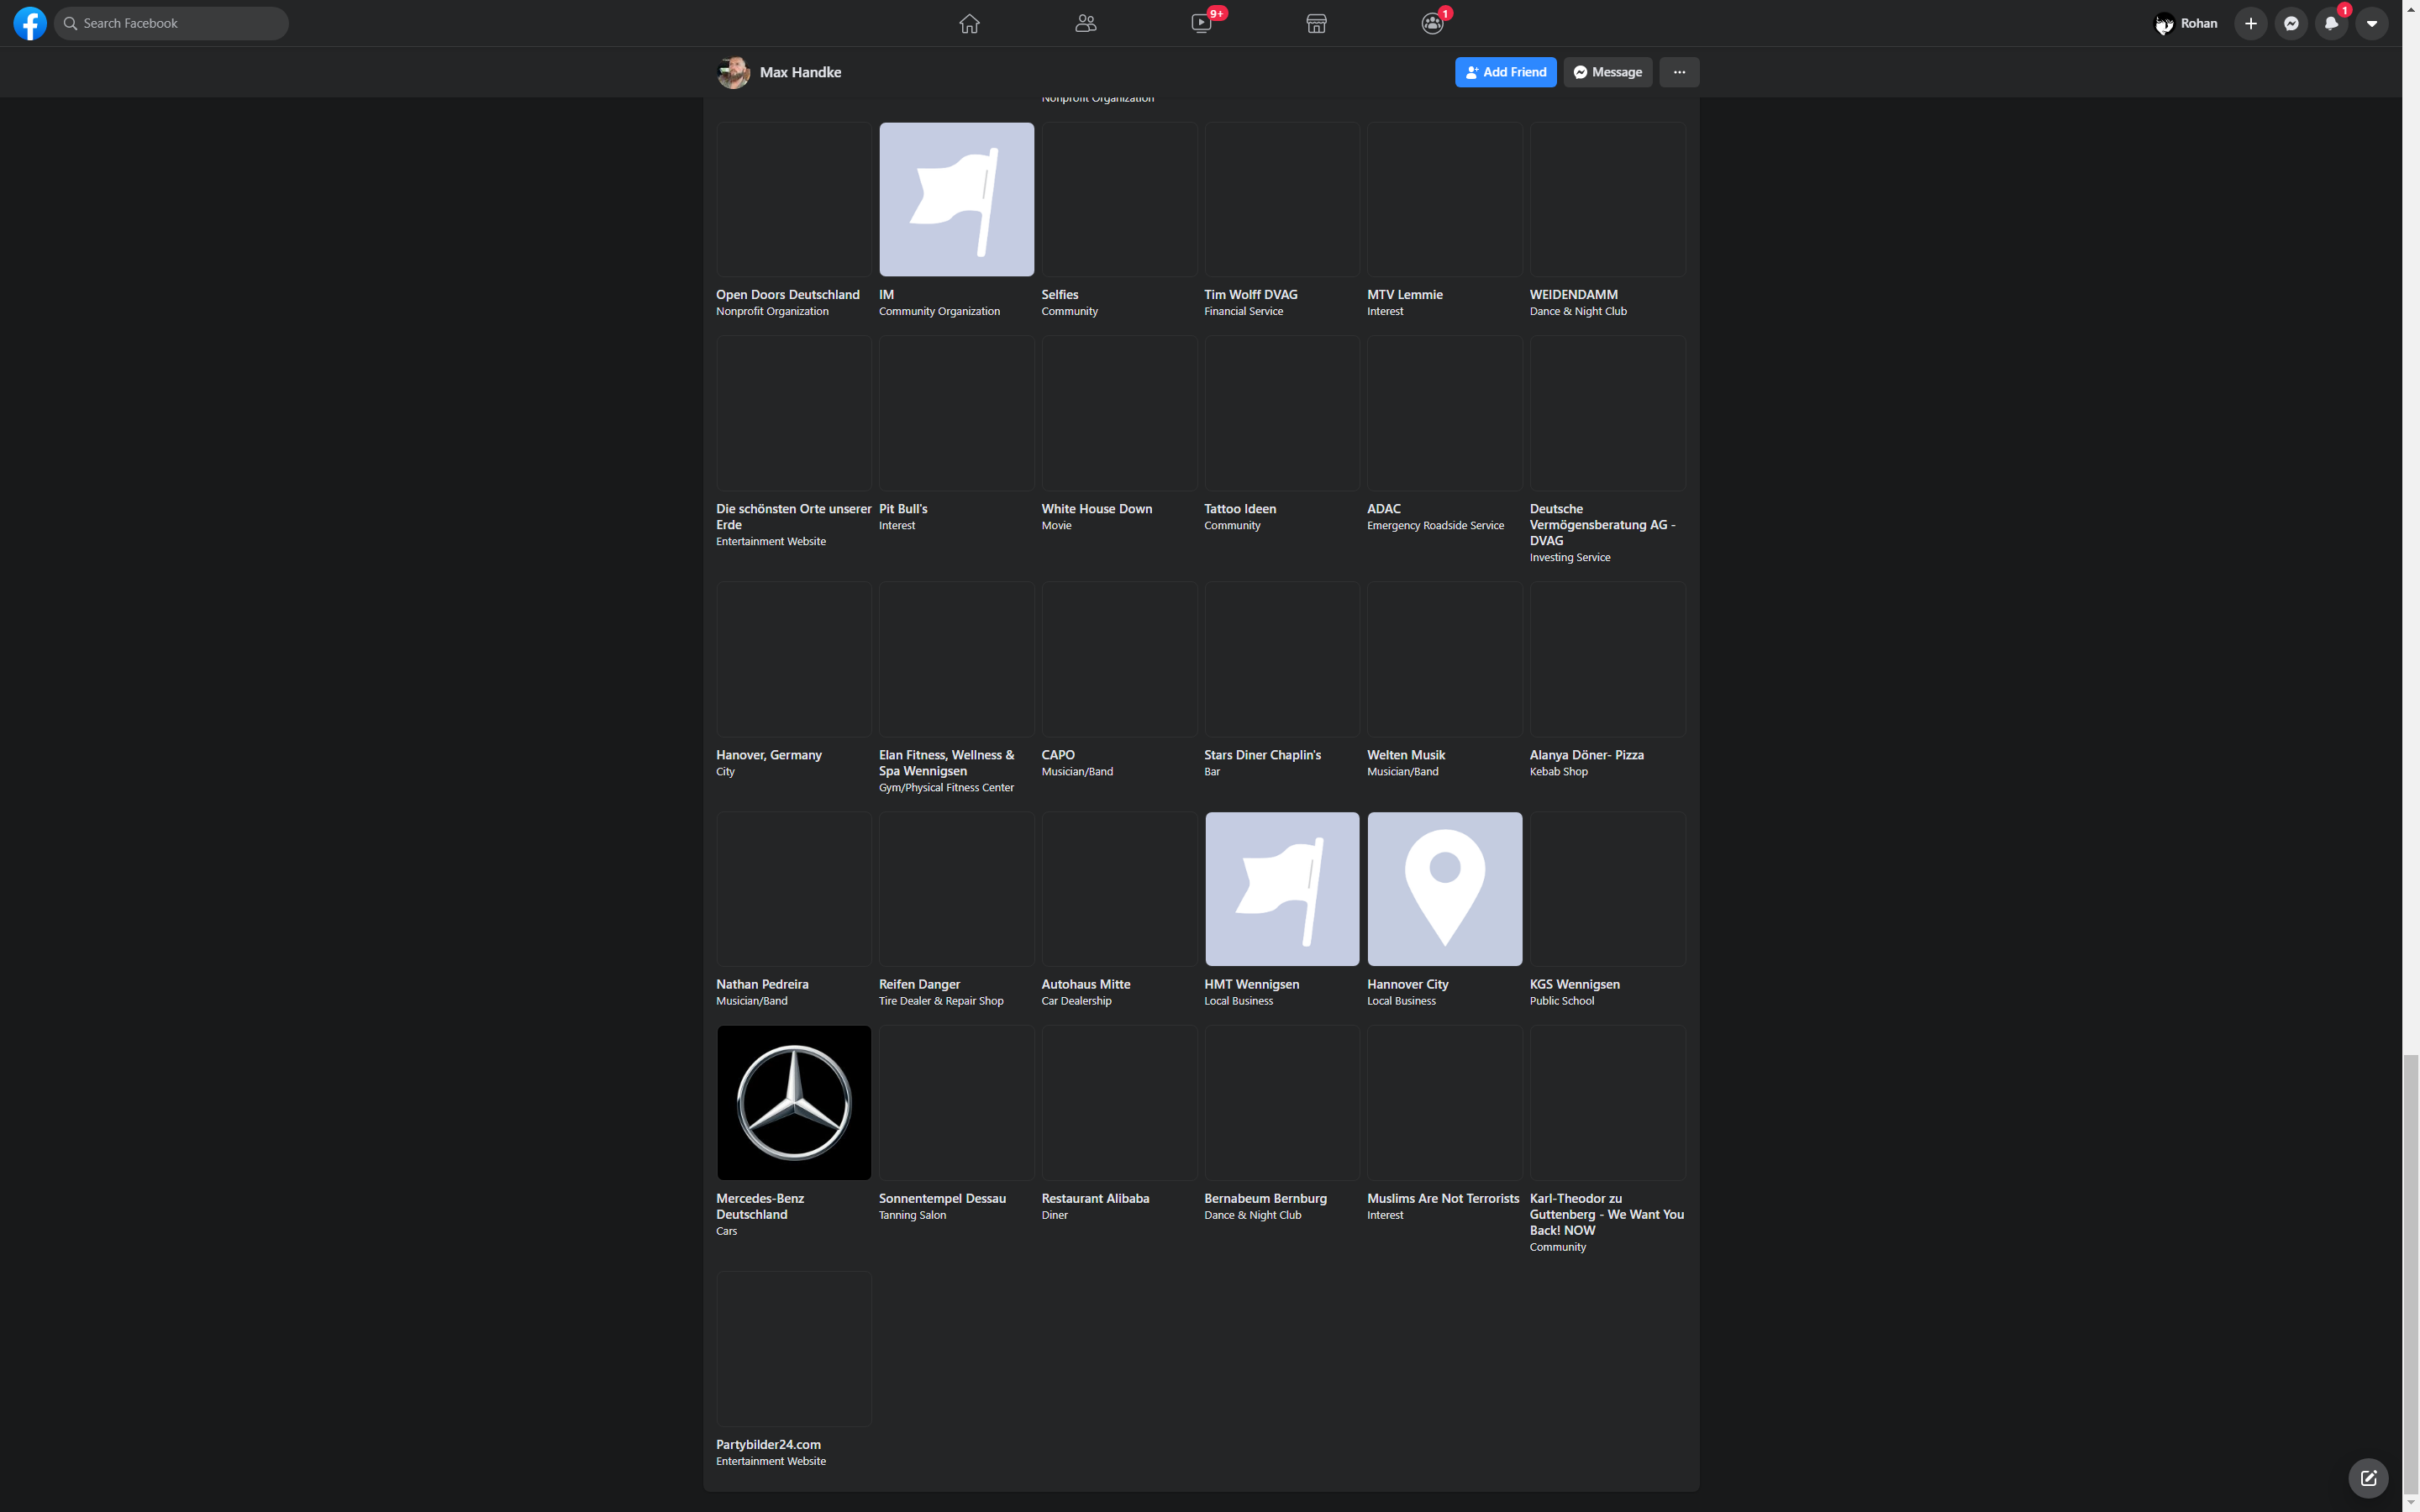 Search Facebook
9+
1
Rohan
1
Max Handke
Add Friend
Message
Nonprofit Organization
Open Doors Deutschland
Nonprofit Organization
IM
Community Organization
Selfies
Community
Tim Wolff DVAG
Financial Service
MTV Lemmie
Interest
WEIDENDAMM
Dance & Night Club
Die schönsten Orte unserer
Erde
Entertainment Website
Pit Bull's
Interest
White House Down
Movie
Tattoo Ideen
Community
ADAC
Emergency Roadside Service
Deutsche
Vermögensberatung AG -
DVAG
Investing Service
Hanover, Germany
City
Elan Fitness, Wellness &
Spa Wennigsen
Gym/Physical Fitness Center
CAPO
Musician/Band
Stars Diner Chaplin's
Bar
Welten Musik
Musician/Band
Alanya Döner- Pizza
Kebab Shop
Nathan Pedreira
Musician/Band
Reifen Danger
Tire Dealer & Repair Shop
Autohaus Mitte
Car Dealership
HMT Wennigsen
Local Business
Hannover City
Local Business
KGS Wennigsen
Public School
Mercedes-Benz
Deutschland
Cars
Sonnentempel Dessau
Tanning Salon
Restaurant Alibaba
Diner
Bernabeum Bernburg
Dance & Night Club
Muslims Are Not Terrorists
Interest
Karl-Theodor zu
Guttenberg - We Want You
Back! NOW
Community
Partybilder24.com
Entertainment Website